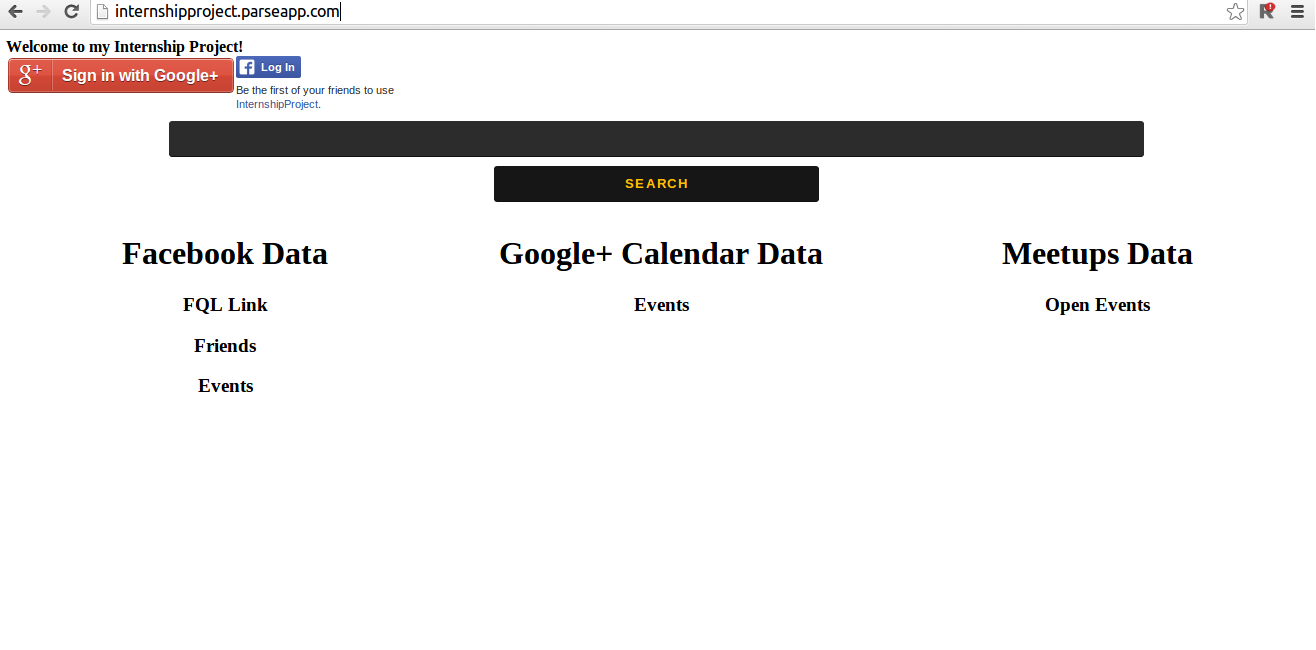 internshipproject.parseapp.com
Welcome to my Internship Project!
g+ Sign in with Google+
f Log In
Be the first of your friends to use
InternshipProject.
SEARCH
Facebook Data
FQL Link
Friends
Events
Google+ Calendar Data
Events
Meetups Data
Open Events